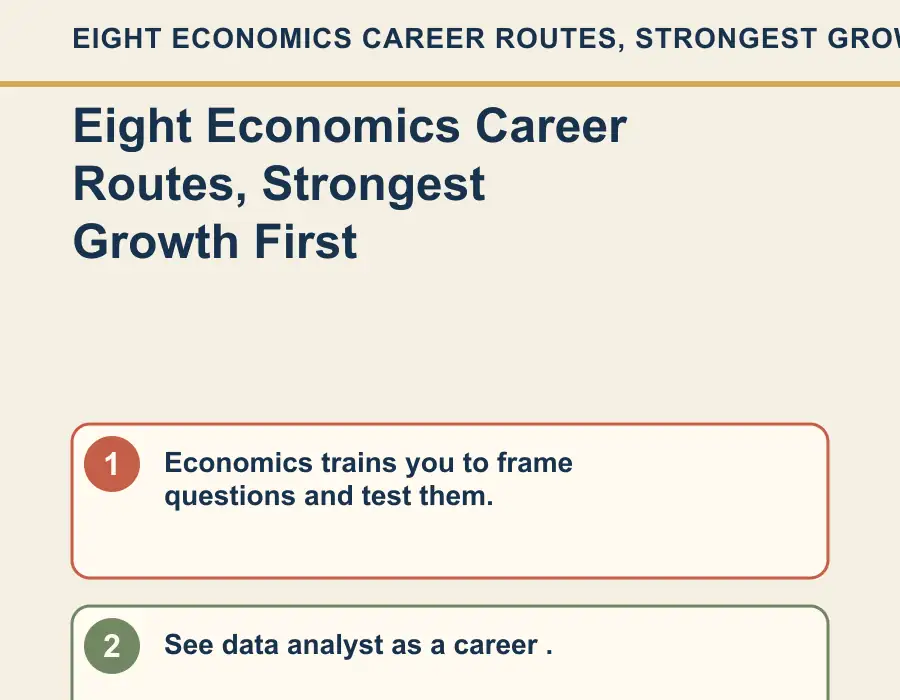 EIGHT ECONOMICS CAREER ROUTES, STRONGEST
Eight Economics Career
Routes, Strongest
Growth First
1
Economics trains you to frame
questions and test them.
2
See data analyst as a career .